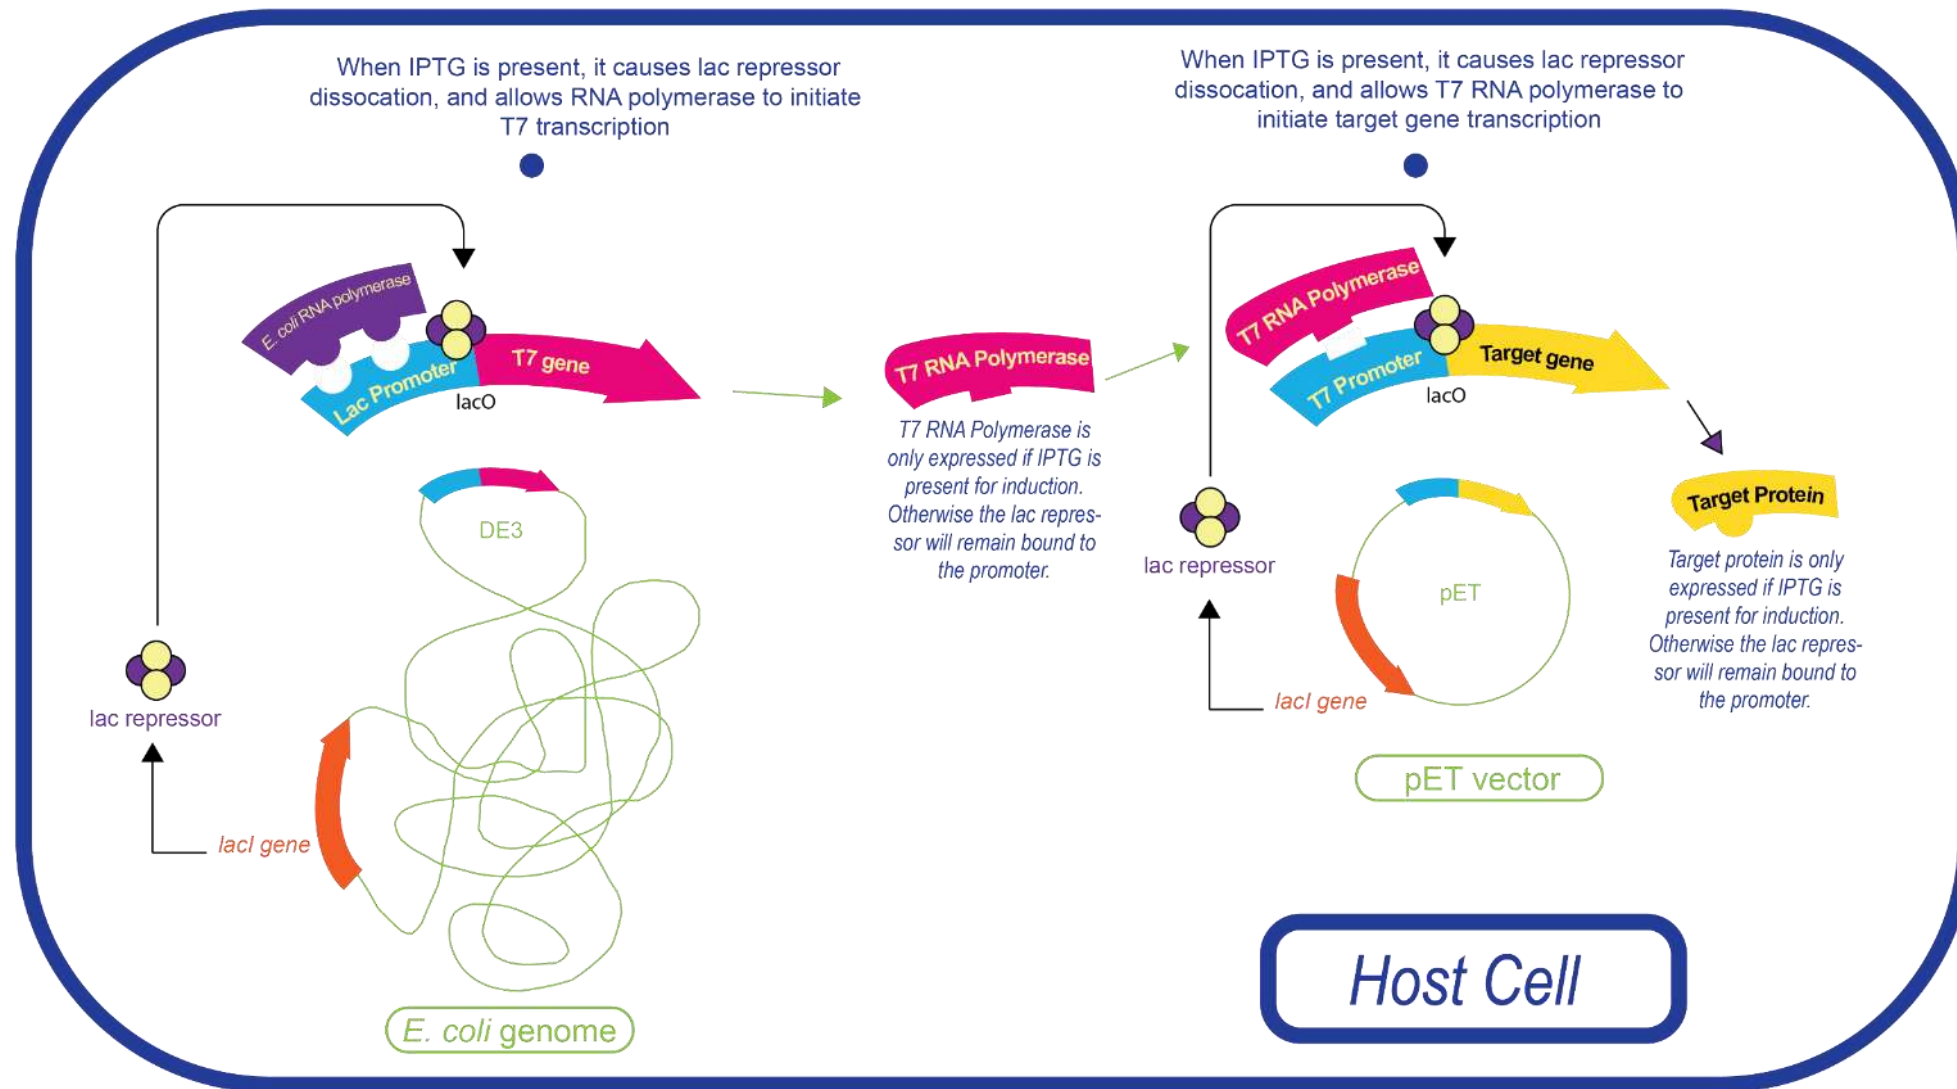 When IPTG is present, it causes lac repressor
dissocation, and allows RNA polymerase to initiate
T7 transcription
When IPTG is present, it causes lac repressor
dissocation, and allows T7 RNA polymerase to
initiate target gene transcription
E. coli RNA polymerase
Lac Promoter
T7 gene
lacO
T7 RNA Polymerase
T7 RNA Polymerase is
only expressed if IPTG is
present for induction.
Otherwise the lac repres-
sor will remain bound to
the promoter.
T7 RNA Polymerase
T7 Promoter
Target gene
lacO
Target Protein
Target protein is only
expressed if IPTG is
present for induction.
Otherwise the lac repres-
sor will remain bound to
the promoter.
DE3
lac repressor
lacI gene
E. coli genome
lac repressor
pET
lacI gene
pET vector
Host Cell